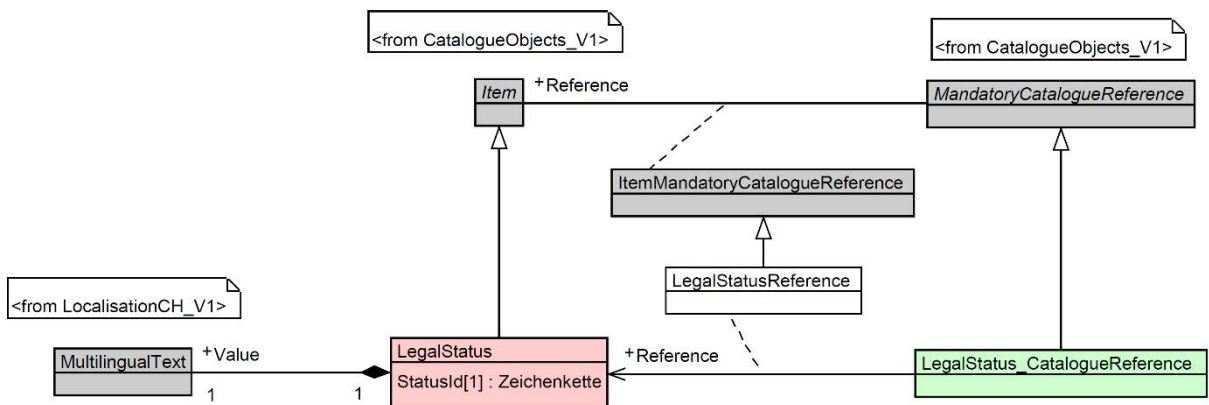 <from CatalogueObjects_V1>
<from CatalogueObjects_V1>
Item
+Reference
MandatoryCatalogueReference
ItemMandatoryCatalogueReference
LegalStatusReference
<from LocalisationCH_V1>
MultilingualText
+Value
1
1
LegalStatus
StatusId[1] : Zeichenkette
+Reference
LegalStatus_CatalogueReference